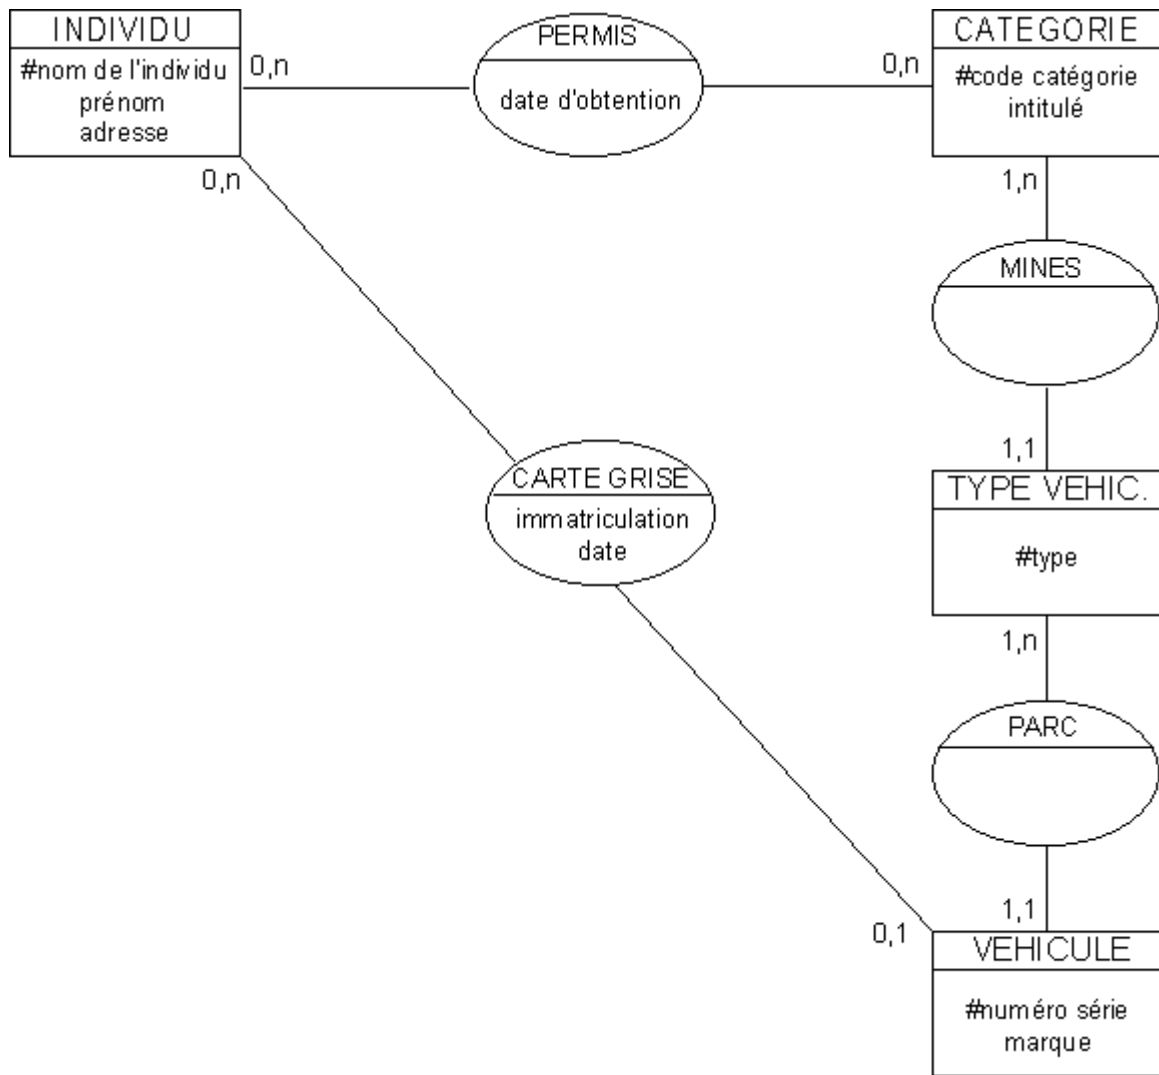 INDIVIDU
#nom de l'individu
prénom
adresse
0,n
PERMIS
date d'obtention
0,n
CATEGORIE
#code catégorie
intitulé
0,n
1,n
MINES
1,1
CARTE GRISE
immatriculation
date
TYPE VEHIC.
#type
1,n
PARC
0,1
1,1
VEHICULE
#numéro série
marque